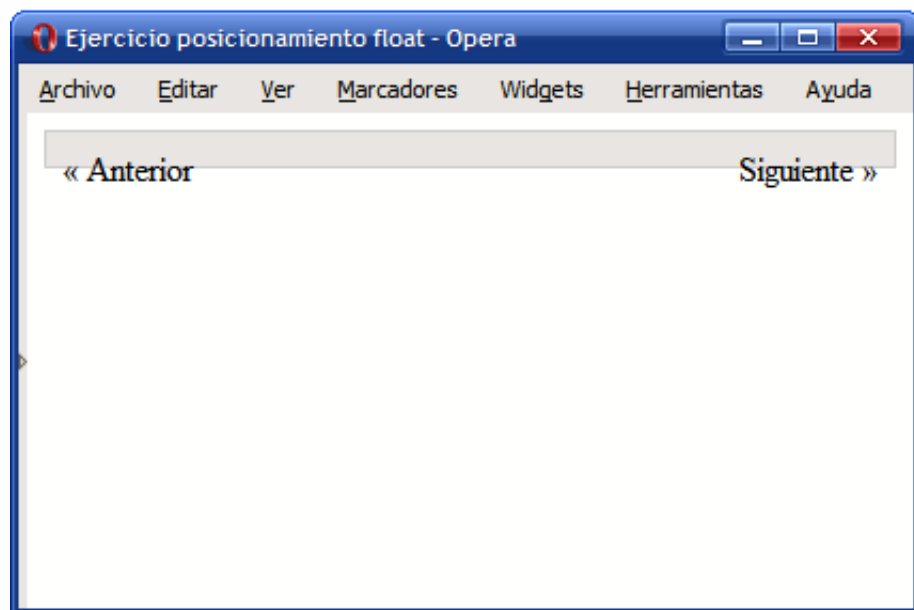 Ejercicio posicionamiento float - Opera
Archivo Editar Ver Marcadores Widgets Herramientas Ayuda
« Anterior Siguiente »